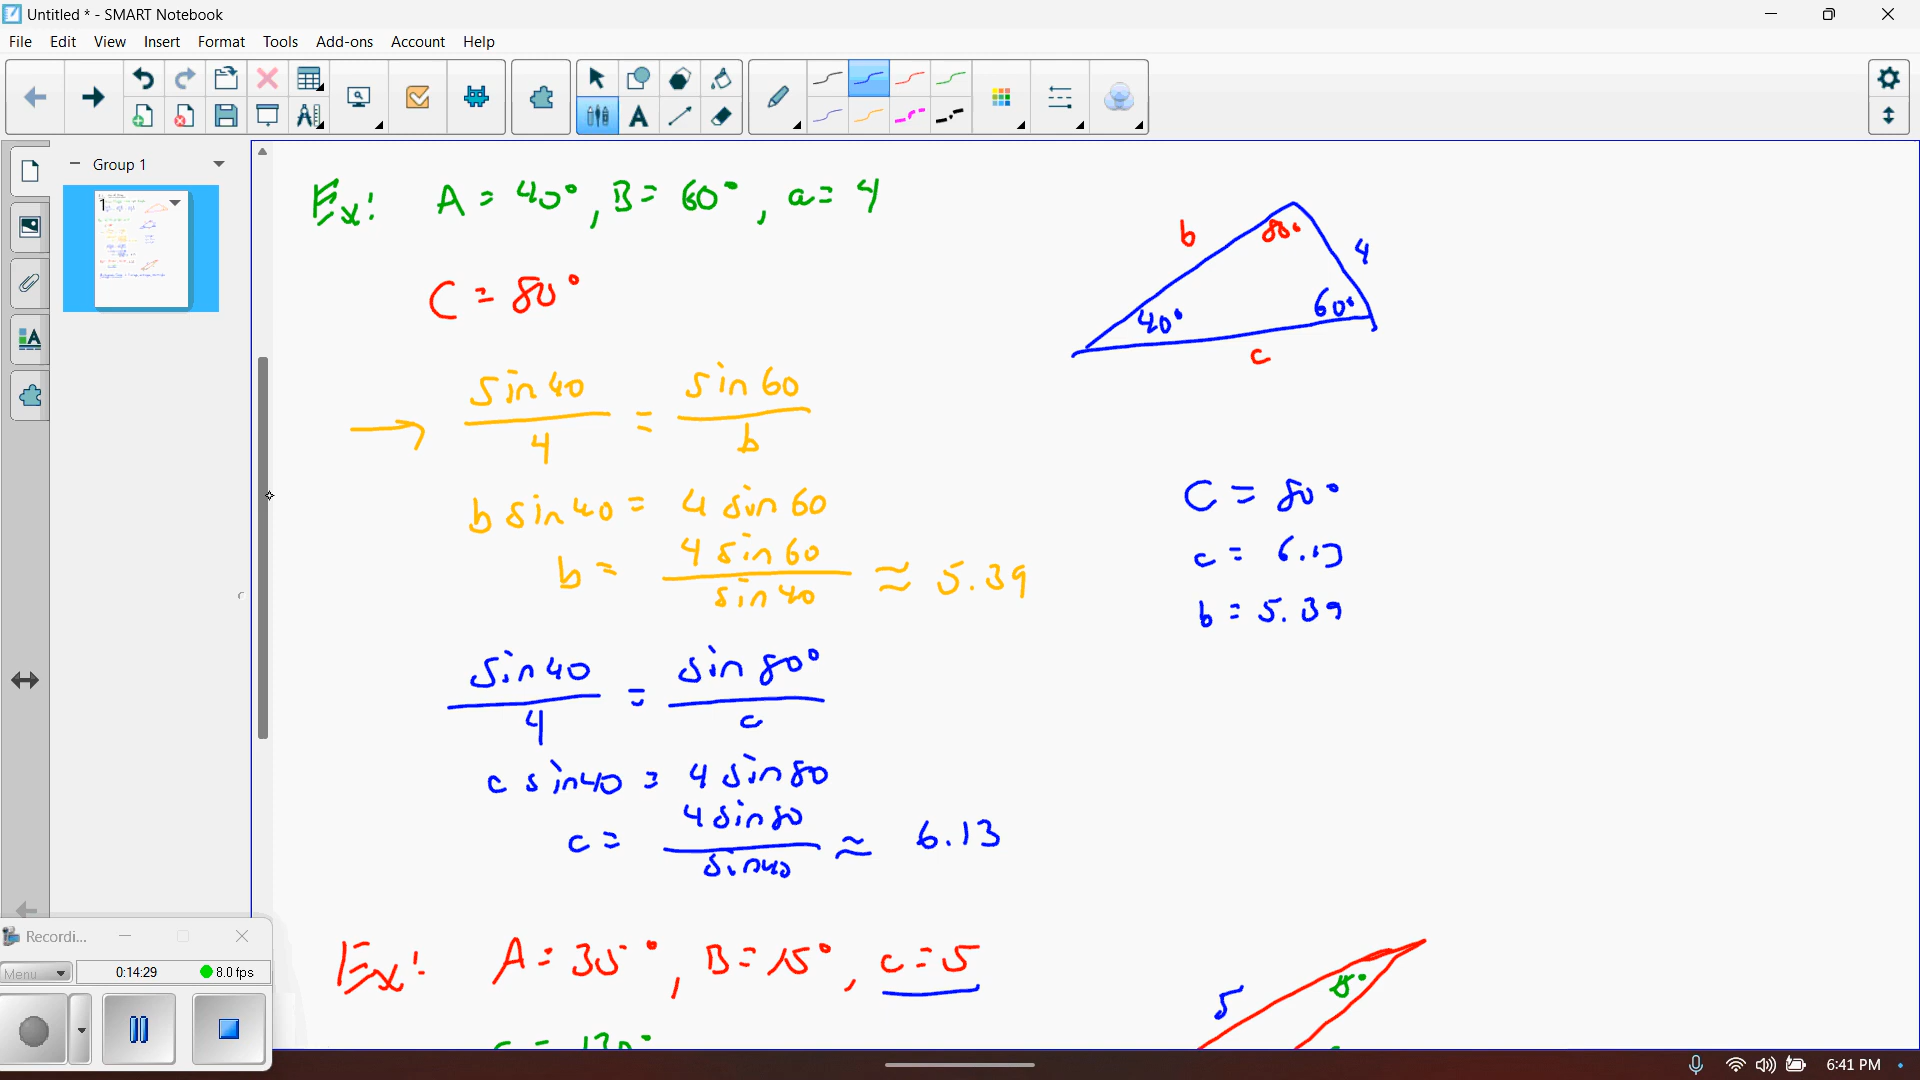 Untitled * - SMART Notebook
File Edit View Insert Format Tools Add-ons Account Help
Group 1
1
Ex: A = 40°, B = 60°, a = 4
C = 80°
b 80° 4
40° 60°
c
sin 40 / 4 = sin 60 / b
b sin 40 = 4 sin 60
b = 4 sin 60 / sin 40 ≈ 5.39
C = 80°
c = 6.13
b = 5.39
sin 40 / 4 = sin 80° / c
c sin 40 = 4 sin 80
c = 4 sin 80 / sin 40 ≈ 6.13
Ex: A = 35°, B = 15°, c = 5
5 15°
C = 130°
Recordi...
Menu 0:14:29 8.0 fps
6:41 PM